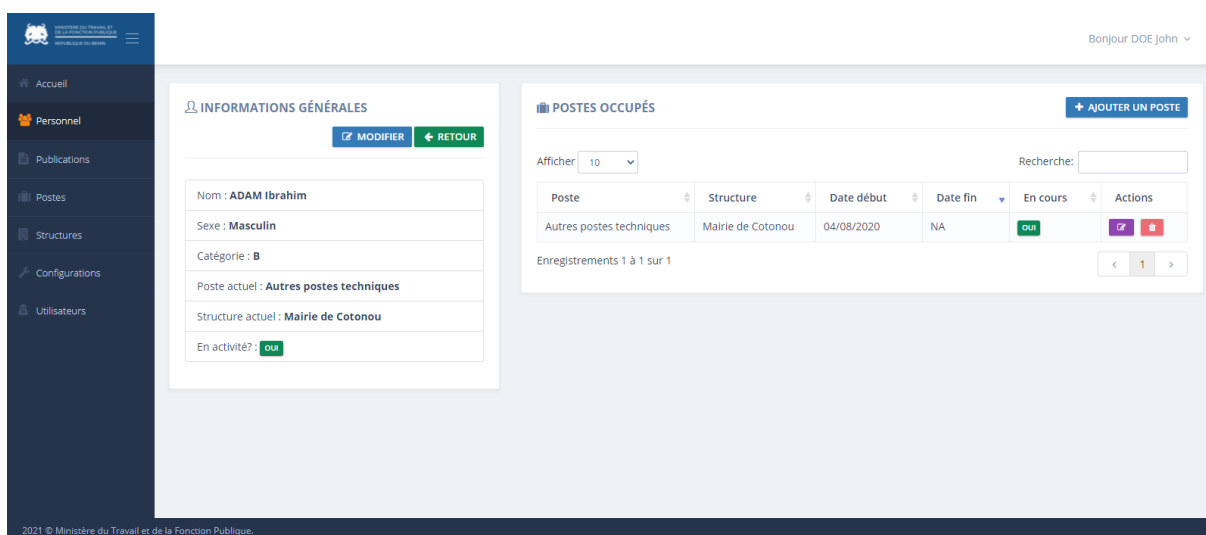 MINISTÈRE DU TRAVAIL ET
DE LA FONCTION PUBLIQUE
RÉPUBLIQUE DU BENIN
Bonjour DOE John
Accueil
Personnel
Publications
Postes
Structures
Configurations
Utilisateurs
INFORMATIONS GÉNÉRALES
MODIFIER
RETOUR
Nom : ADAM Ibrahim
Sexe : Masculin
Catégorie : B
Poste actuel : Autres postes techniques
Structure actuel : Mairie de Cotonou
En activité? : OUI
POSTES OCCUPÉS
+ AJOUTER UN POSTE
Afficher 10
Recherche:
Poste Structure Date début Date fin En cours Actions
Autres postes techniques Mairie de Cotonou 04/08/2020 NA OUI
Enregistrements 1 à 1 sur 1
< 1 >
2021 © Ministère du Travail et de la Fonction Publique.